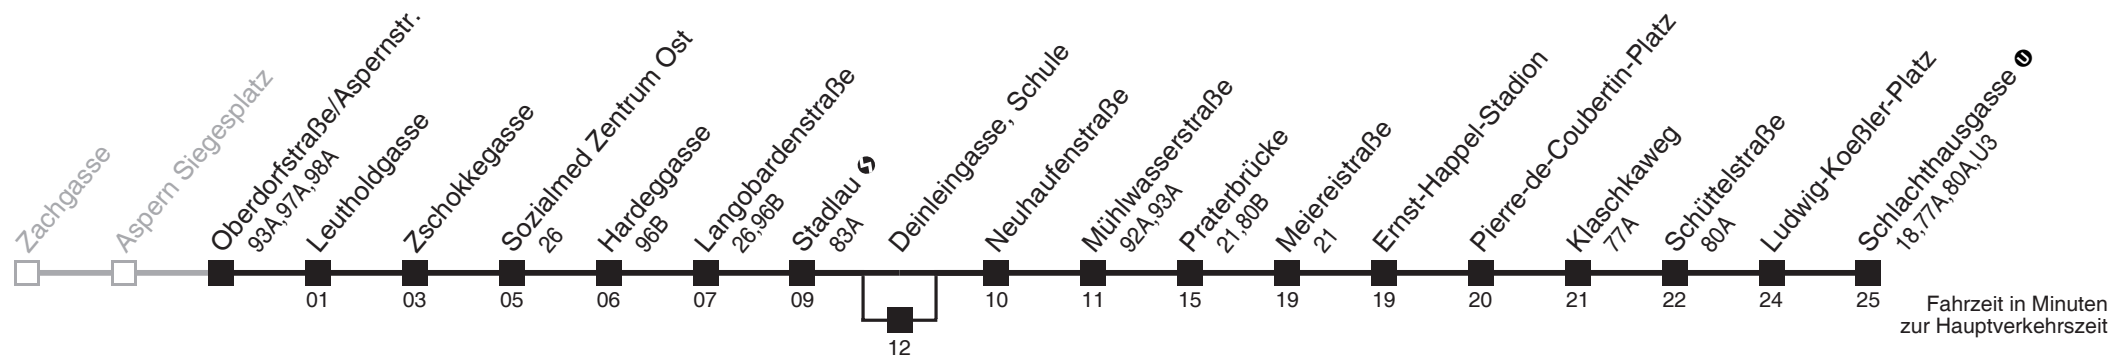 Zachgasse
Aspern Siegesplatz
Oberdorfstraße/Aspernstr.
93A,97A,98A
Leutholdgasse
Zschokkegasse
Sozialmed Zentrum Ost
26
Hardeggasse
96B
Langobardenstraße
26,96B
Stadlau
83A
Deinleingasse, Schule
Neuhaufenstraße
Mühlwasserstraße
92A,93A
Praterbrücke
21,80B
Meiereistraße
21
Ernst-Happel-Stadion
Pierre-de-Coubertin-Platz
Klaschkaweg
77A
Schüttelstraße
80A
Ludwig-Koeßler-Platz
Schlachthausgasse U
18,77A,80A,U3
01 03 05 06 07 09 10 11 15 19 19 20 21 22 24 25
12
Fahrzeit in Minuten
zur Hauptverkehrszeit